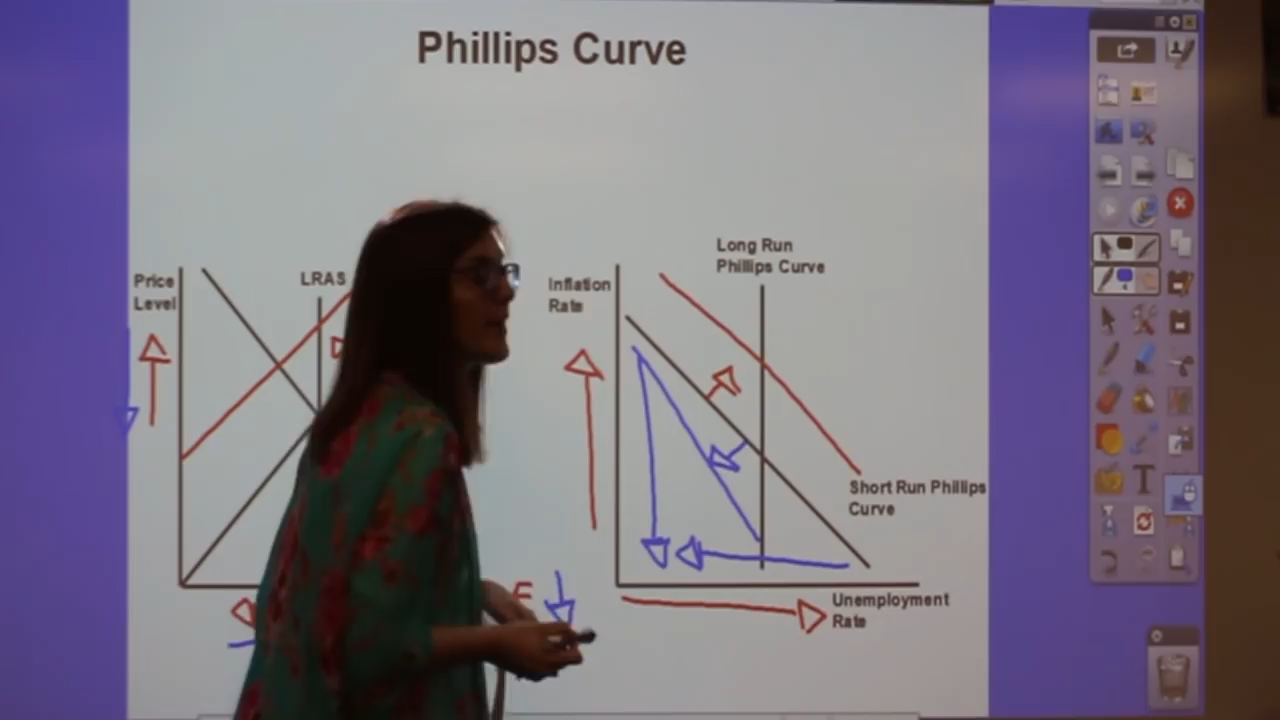 Phillips Curve
Price
Level
LRAS
Inflation
Rate
Long Run
Phillips Curve
Short Run Phillips
Curve
Unemployment
Rate